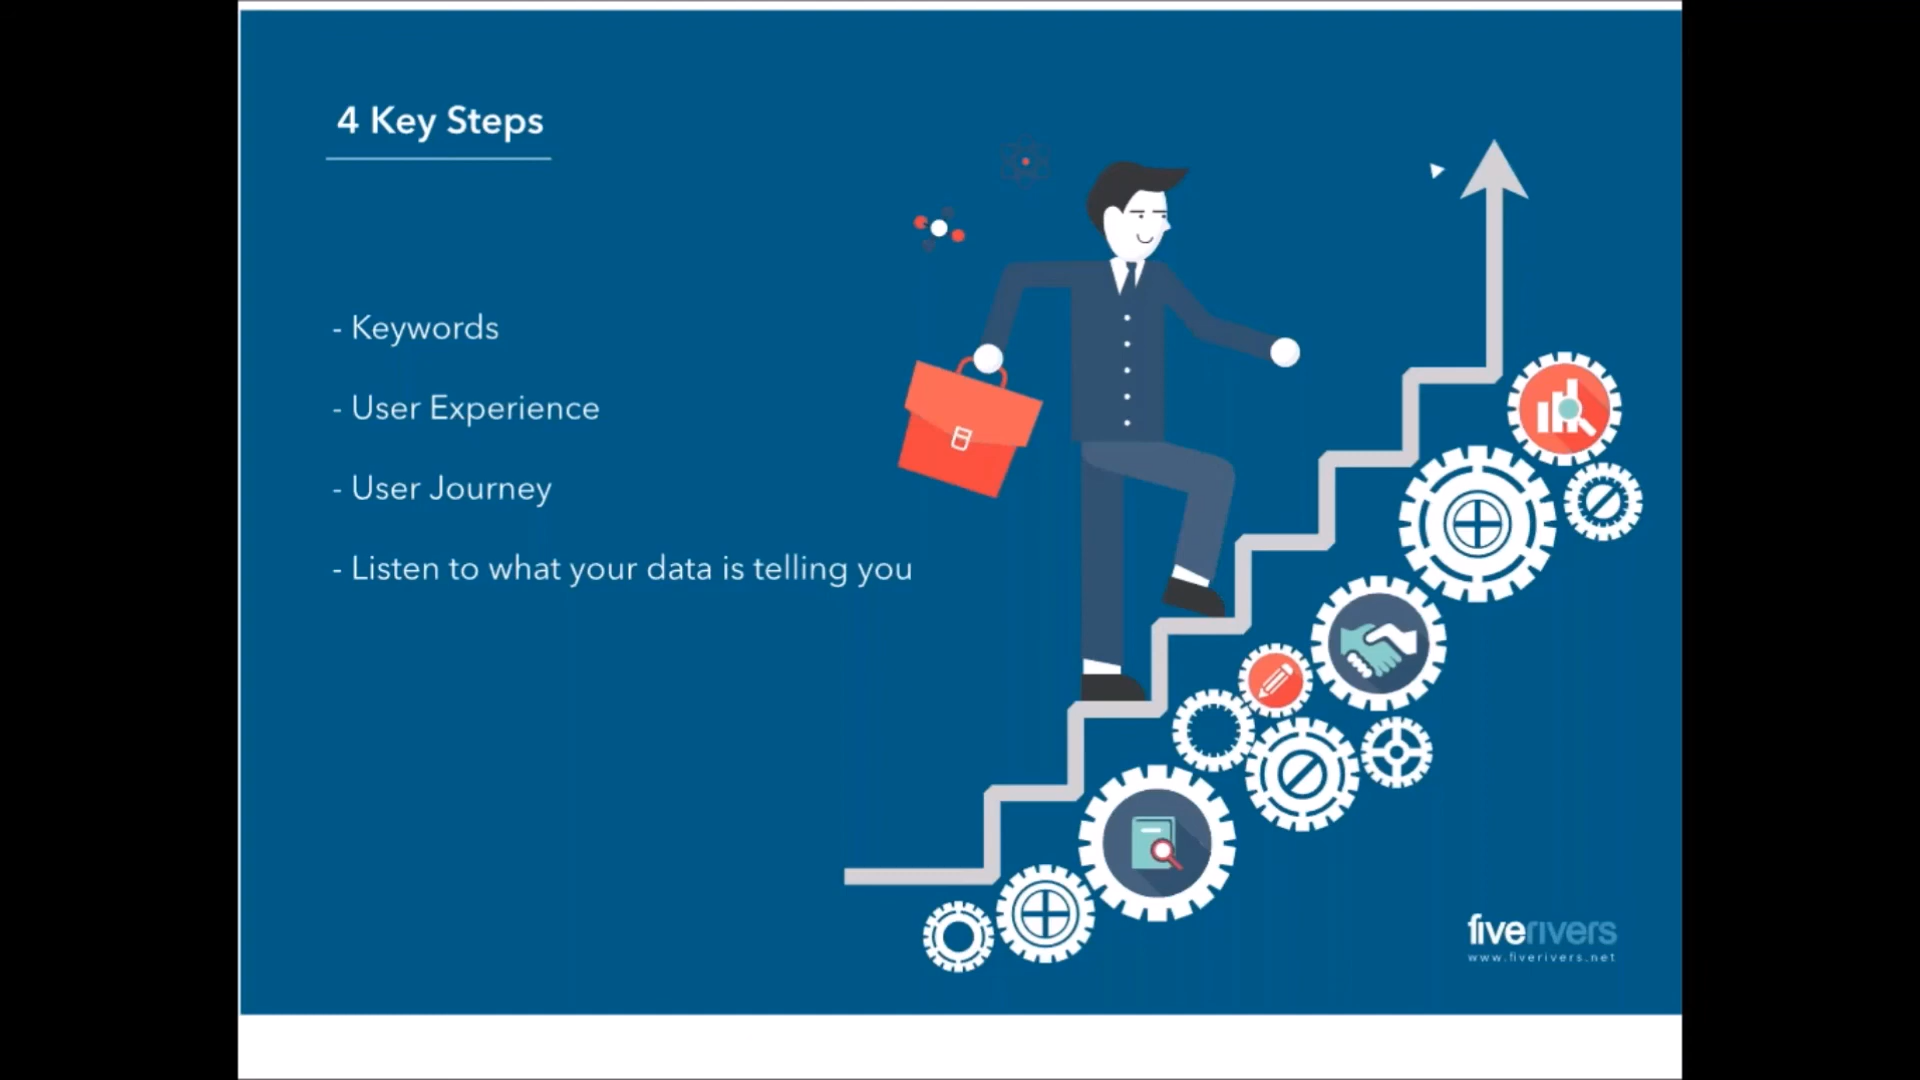 4 Key Steps
- Keywords
- User Experience
- User Journey
- Listen to what your data is telling you
fiverivers
www.fiverivers.net